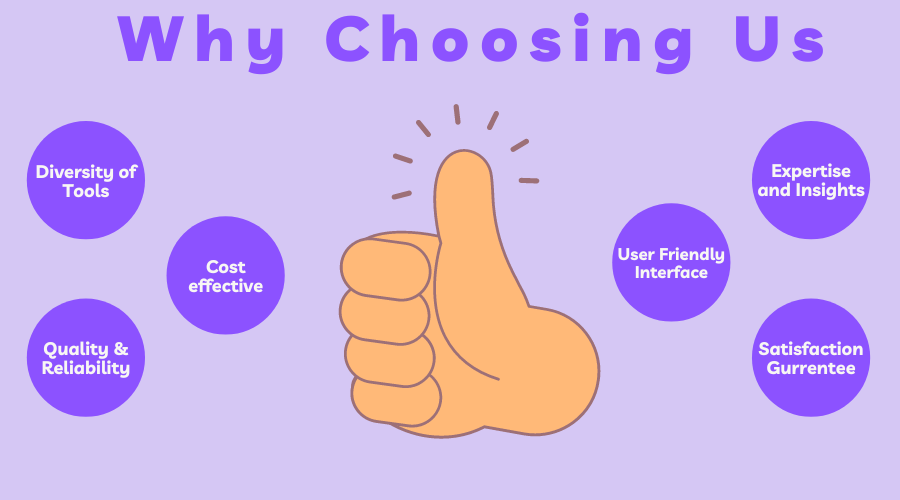 Why Choosing Us
Diversity of
Tools
Cost
effective
Quality &
Reliability
Expertise
and Insights
User Friendly
Interface
Satisfaction
Gurrentee